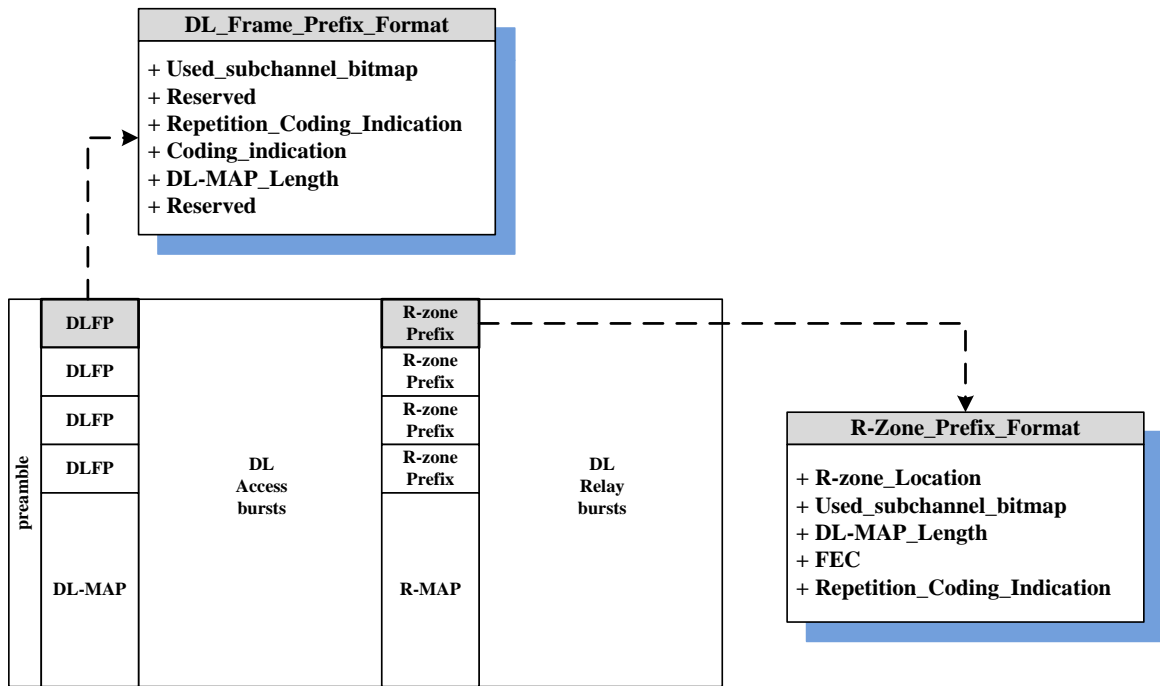 DL_Frame_Prefix_Format
+ Used_subchannel_bitmap
+ Reserved
+ Repetition_Coding_Indication
+ Coding_indication
+ DL-MAP_Length
+ Reserved
preamble
DLFP
DLFP
DLFP
DLFP
DL-MAP
DL
Access
bursts
R-zone
Prefix
R-zone
Prefix
R-zone
Prefix
R-zone
Prefix
R-MAP
DL
Relay
bursts
R-Zone_Prefix_Format
+ R-zone_Location
+ Used_subchannel_bitmap
+ DL-MAP_Length
+ FEC
+ Repetition_Coding_Indication